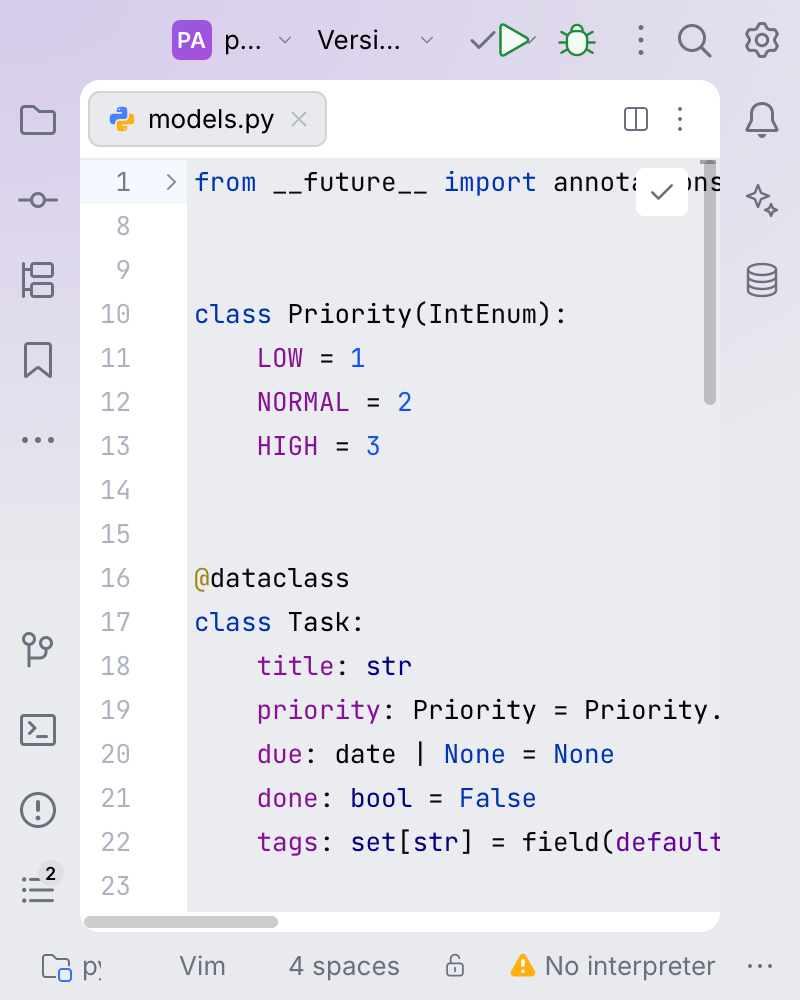 PA p... Versi...
models.py
1 from __future__ import
8
9
10 class Priority(IntEnum):
11 LOW = 1
12 NORMAL = 2
13 HIGH = 3
14
15
16 @dataclass
17 class Task:
18 title: str
19 priority: Priority = Priority.
20 due: date | None = None
21 done: bool = False
22 tags: set[str] = field(default
23
2
Vim 4 spaces No interpreter